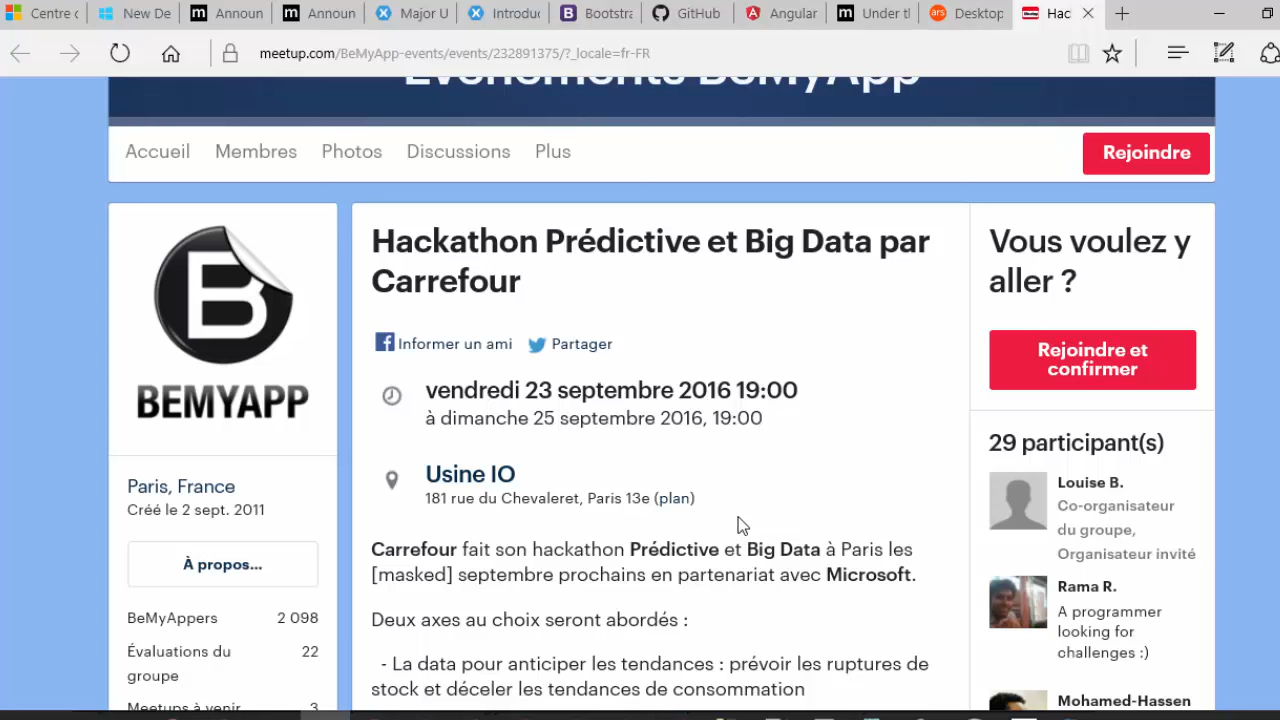 Centre c
New De
Announ
Announ
Major U
Introduc
Bootstra
GitHub
Angular
Under th
Desktop
Hac
meetup.com/BeMyApp-events/events/232891375/?_locale=fr-FR
Événements BeMyApp
Accueil Membres Photos Discussions Plus
Rejoindre
BEMYAPP
Paris, France
Créé le 2 sept. 2011
À propos...
BeMyAppers 2 098
Évaluations du 22
groupe
Meetups à venir 3
Hackathon Prédictive et Big Data par
Carrefour
Informer un ami Partager
vendredi 23 septembre 2016 19:00
à dimanche 25 septembre 2016, 19:00
Usine IO
181 rue du Chevaleret, Paris 13e (plan)
Carrefour fait son hackathon Prédictive et Big Data à Paris les
[masked] septembre prochains en partenariat avec Microsoft.
Deux axes au choix seront abordés :
- La data pour anticiper les tendances : prévoir les ruptures de
stock et déceler les tendances de consommation
Vous voulez y
aller ?
Rejoindre et
confirmer
29 participant(s)
Louise B.
Co-organisateur
du groupe,
Organisateur invité
Rama R.
A programmer
looking for
challenges :)
Mohamed-Hassen